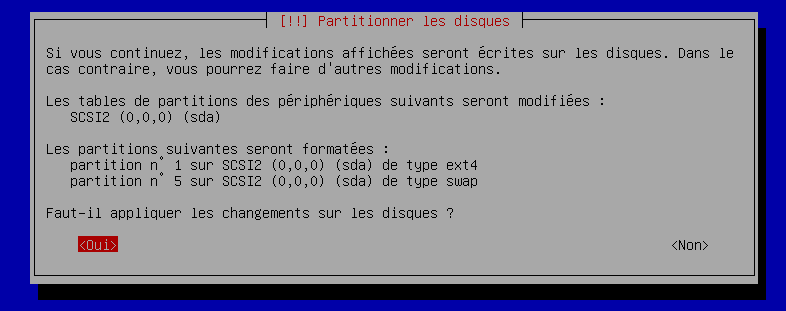 [!!] Partitionner les disques
Si vous continuez, les modifications affichées seront écrites sur les disques. Dans le
cas contraire, vous pourrez faire d'autres modifications.
Les tables de partitions des périphériques suivants seront modifiées :
SCSI2 (0,0,0) (sda)
Les partitions suivantes seront formatées :
partition n° 1 sur SCSI2 (0,0,0) (sda) de type ext4
partition n° 5 sur SCSI2 (0,0,0) (sda) de type swap
Faut-il appliquer les changements sur les disques ?
<Oui> <Non>